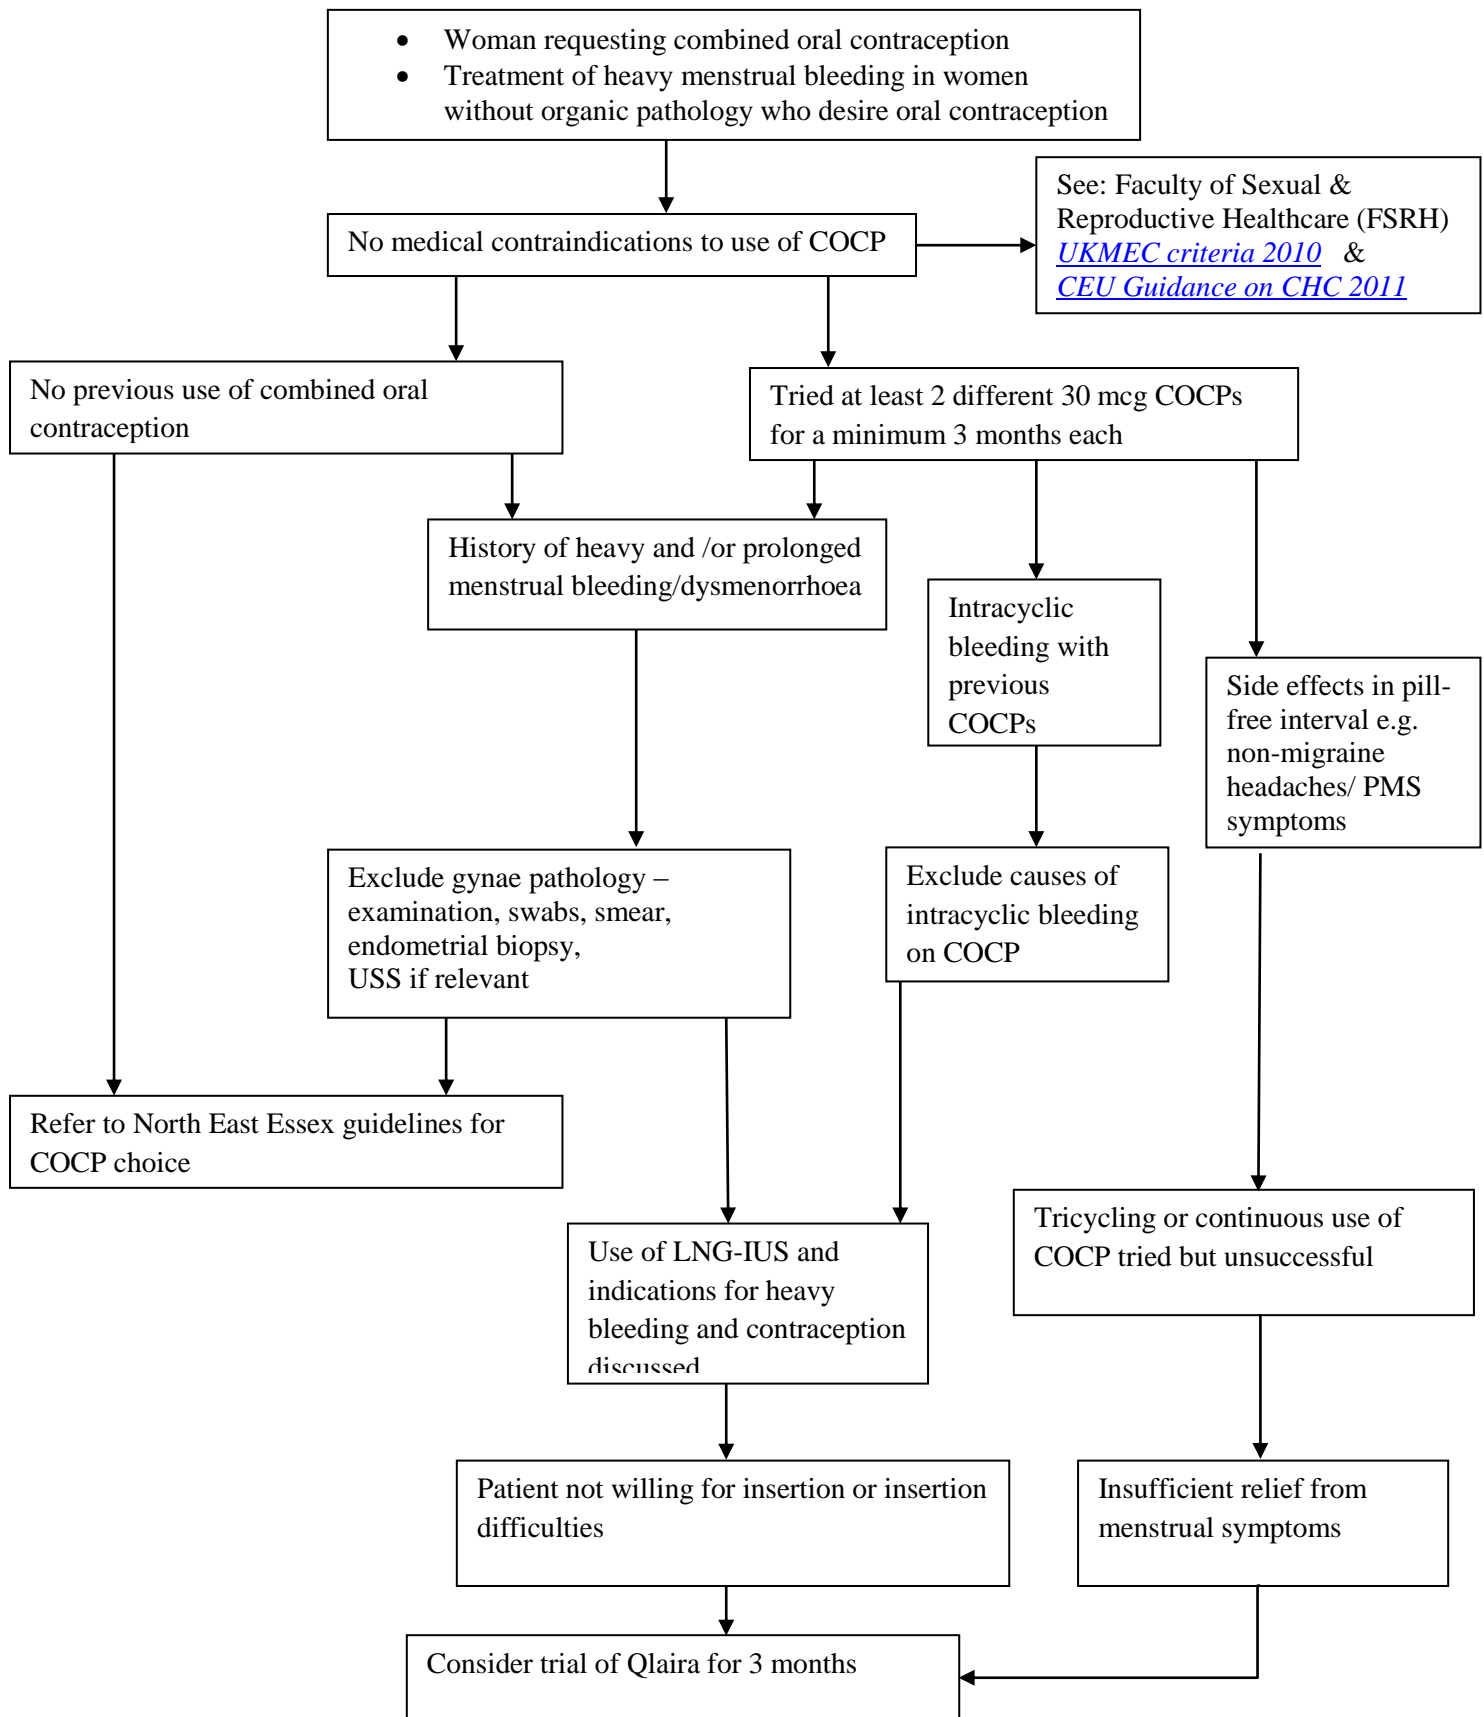 • Woman requesting combined oral contraception
• Treatment of heavy menstrual bleeding in women
without organic pathology who desire oral contraception
See: Faculty of Sexual &
Reproductive Healthcare (FSRH)
UKMEC criteria 2010 &
CEU Guidance on CHC 2011
No medical contraindications to use of COCP
No previous use of combined oral
contraception
Tried at least 2 different 30 mcg COCPs
for a minimum 3 months each
History of heavy and /or prolonged
menstrual bleeding/dysmenorrhoea
Intracyclic
bleeding with
previous
COCPs
Side effects in pill-
free interval e.g.
non-migraine
headaches/ PMS
symptoms
Exclude gynae pathology –
examination, swabs, smear,
endometrial biopsy,
USS if relevant
Exclude causes of
intracyclic bleeding
on COCP
Refer to North East Essex guidelines for
COCP choice
Tricycling or continuous use of
COCP tried but unsuccessful
Use of LNG-IUS and
indications for heavy
bleeding and contraception
discussed
Patient not willing for insertion or insertion
difficulties
Insufficient relief from
menstrual symptoms
Consider trial of Qlaira for 3 months